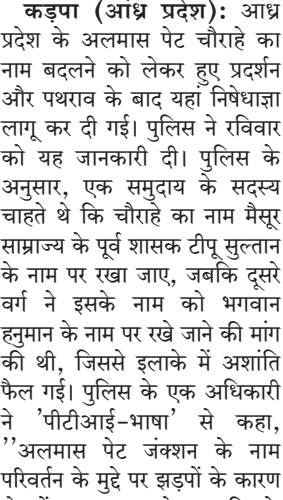 कड़पा (आंध्र प्रदेश): आध्र
प्रदेश के अलमास पेट चौराहे का
नाम बदलने को लेकर हुए प्रदर्शन
और पथराव के बाद यहां निषेधाज्ञा
लागू कर दी गई। पुलिस ने रविवार
को यह जानकारी दी। पुलिस के
अनुसार, एक समुदाय के सदस्य
चाहते थे कि चौराहे का नाम मैसूर
साम्राज्य के पूर्व शासक टीपू सुल्तान
के नाम पर रखा जाए, जबकि दूसरे
वर्ग ने इसके नाम को भगवान
हनुमान के नाम पर रखे जाने की मांग
की थी, जिससे इलाके में अशांति
फैल गई। पुलिस के एक अधिकारी
ने 'पीटीआई-भाषा' से कहा,
''अलमास पेट जंक्शन के नाम
परिवर्तन के मुद्दे पर झड़पों के कारण